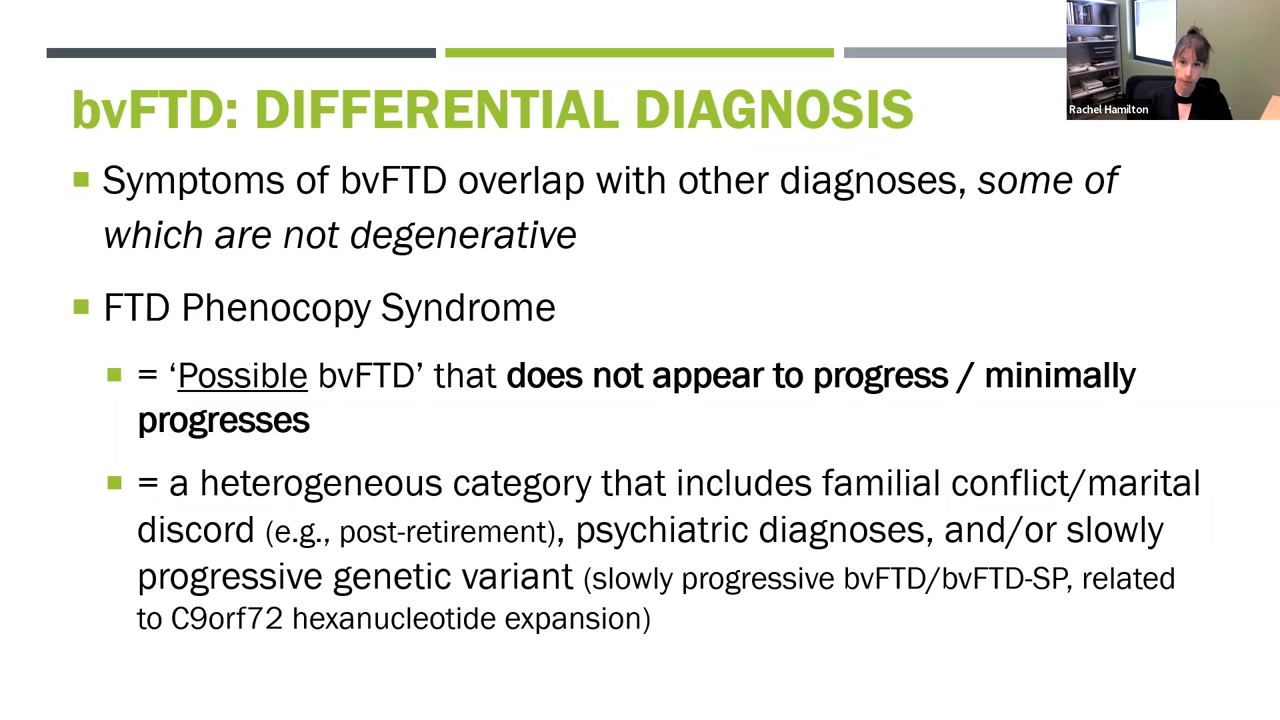 Rachel Hamilton
bvFTD: DIFFERENTIAL DIAGNOSIS
Symptoms of bvFTD overlap with other diagnoses, some of
which are not degenerative
FTD Phenocopy Syndrome
= ‘Possible bvFTD’ that does not appear to progress / minimally
progresses
= a heterogeneous category that includes familial conflict/marital
discord (e.g., post-retirement), psychiatric diagnoses, and/or slowly
progressive genetic variant (slowly progressive bvFTD/bvFTD-SP, related
to C9orf72 hexanucleotide expansion)